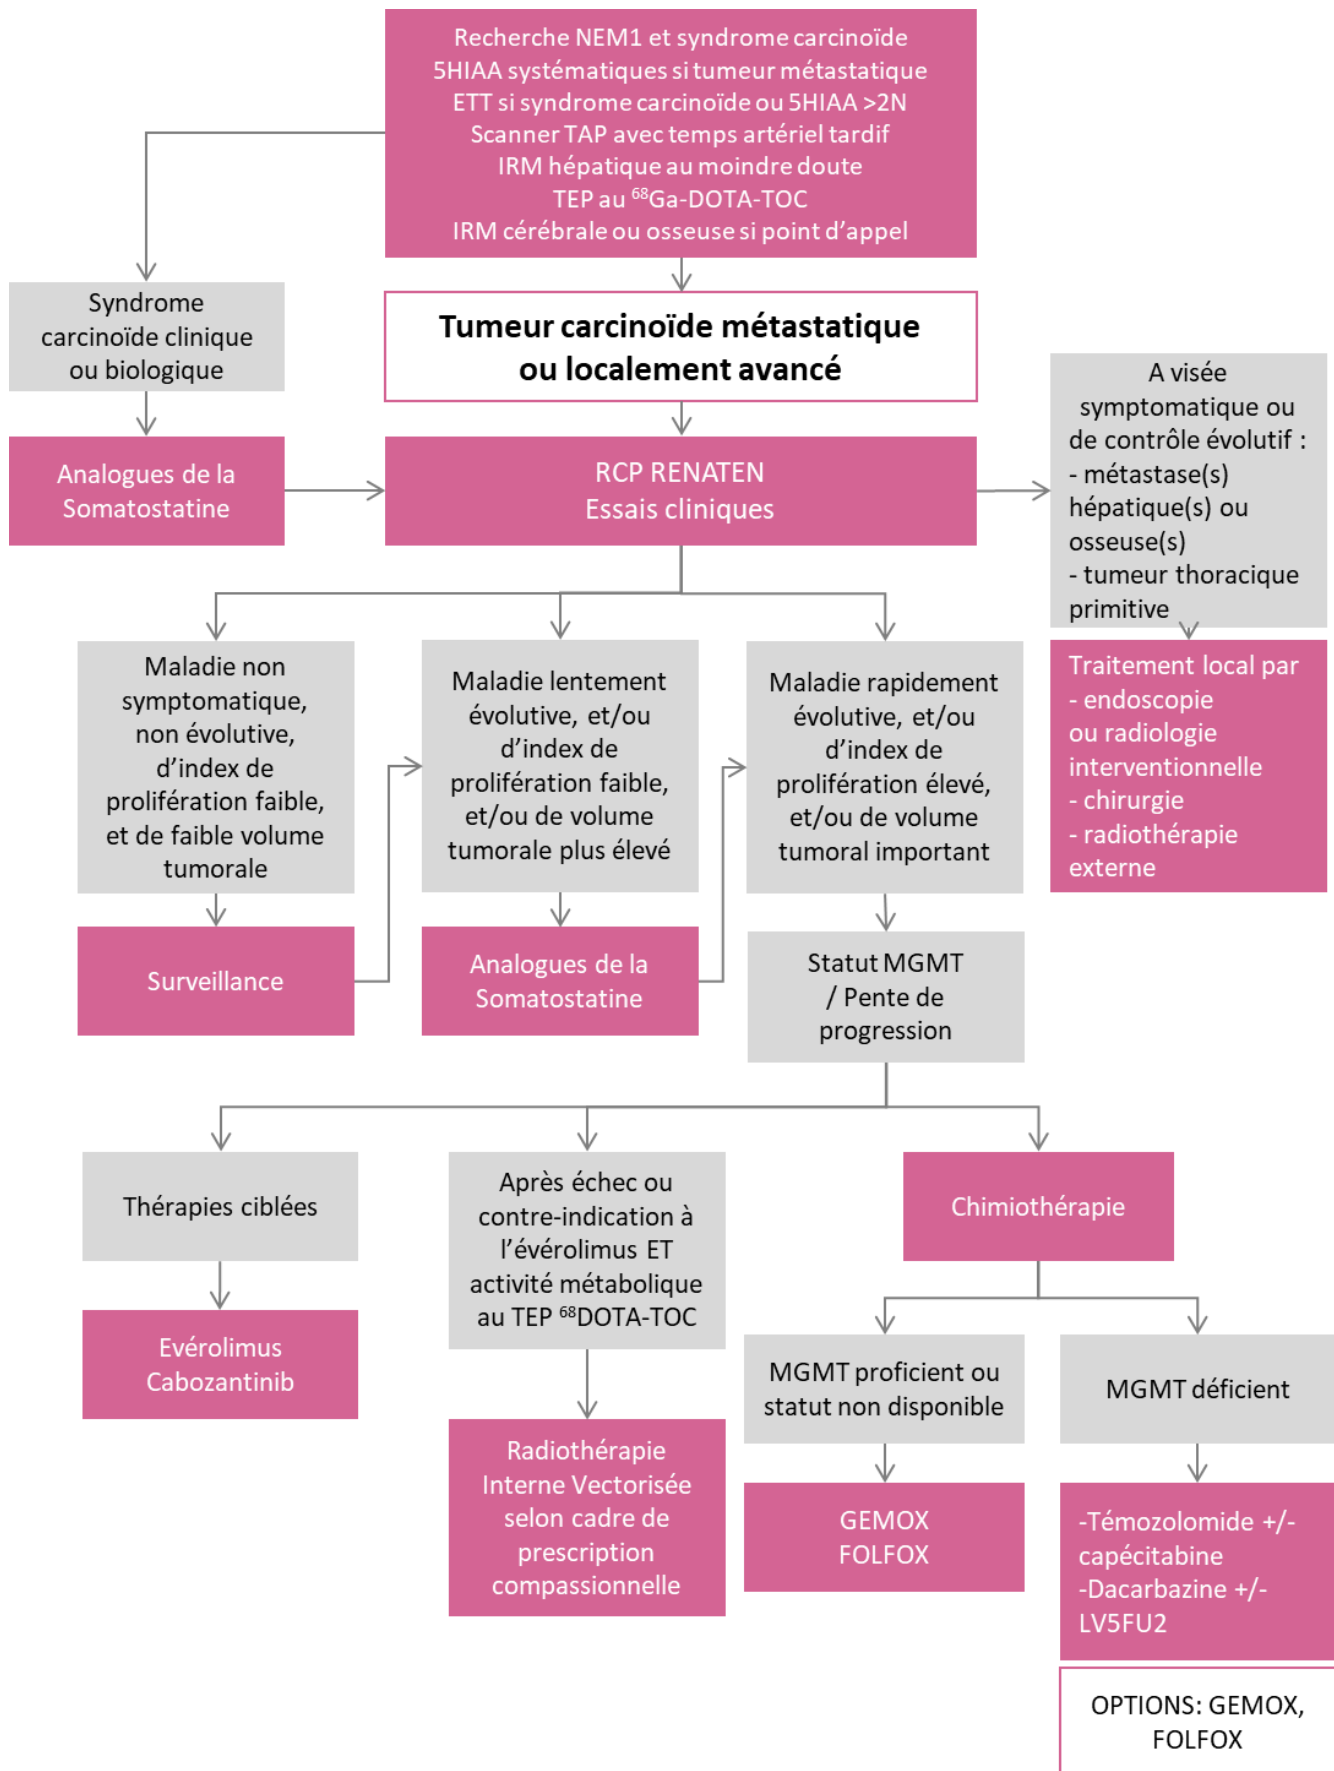 Recherche NEM1 et syndrome carcinoïde
5HIAA systématiques si tumeur métastatique
ETT si syndrome carcinoïde ou 5HIAA >2N
Scanner TAP avec temps artériel tardif
IRM hépatique au moindre doute
TEP au ⁶⁸Ga-DOTA-TOC
IRM cérébrale ou osseuse si point d'appel
Syndrome
carcinoïde clinique
ou biologique
Tumeur carcinoïde métastatique
ou localement avancé
Analogues de la
Somatostatine
RCP RENATEN
Essais cliniques
A visée
symptomatique ou
de contrôle évolutif :
- métastase(s)
hépatique(s) ou
osseuse(s)
- tumeur thoracique
primitive
Traitement local par
- endoscopie
ou radiologie
interventionnelle
- chirurgie
- radiothérapie
externe
Maladie non
symptomatique,
non évolutive,
d'index de
prolifération faible,
et de faible volume
tumorale
Maladie lentement
évolutive, et/ou
d'index de
prolifération faible,
et/ou de volume
tumorale plus élevé
Maladie rapidement
évolutive, et/ou
d'index de
prolifération élevé,
et/ou de volume
tumoral important
Surveillance
Analogues de la
Somatostatine
Statut MGMT
/ Pente de
progression
Thérapies ciblées
Après échec ou
contre-indication à
l'évérolimus ET
activité métabolique
au TEP ⁶⁸DOTA-TOC
Chimiothérapie
Evérolimus
Cabozantinib
Radiothérapie
Interne Vectorisée
selon cadre de
prescription
compassionnelle
MGMT proficient ou
statut non disponible
MGMT déficient
GEMOX
FOLFOX
-Témozolomide +/-
capécitabine
-Dacarbazine +/-
LV5FU2
OPTIONS: GEMOX,
FOLFOX